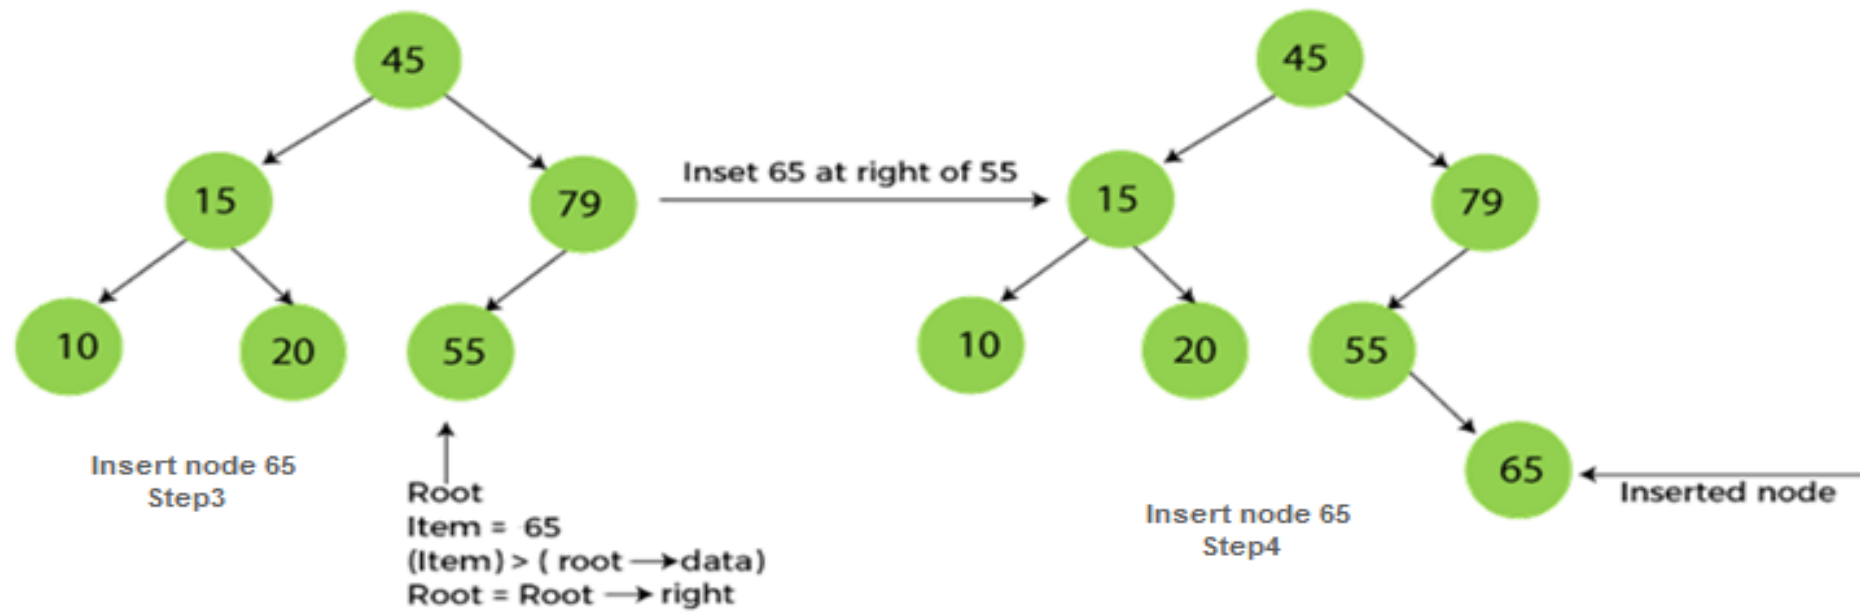 45
15
79
10
20
55
Insert node 65
Step3
Root
Item = 65
(Item) > ( root → data)
Root = Root → right
Inset 65 at right of 55
45
15
79
10
20
55
65
Inserted node
Insert node 65
Step4